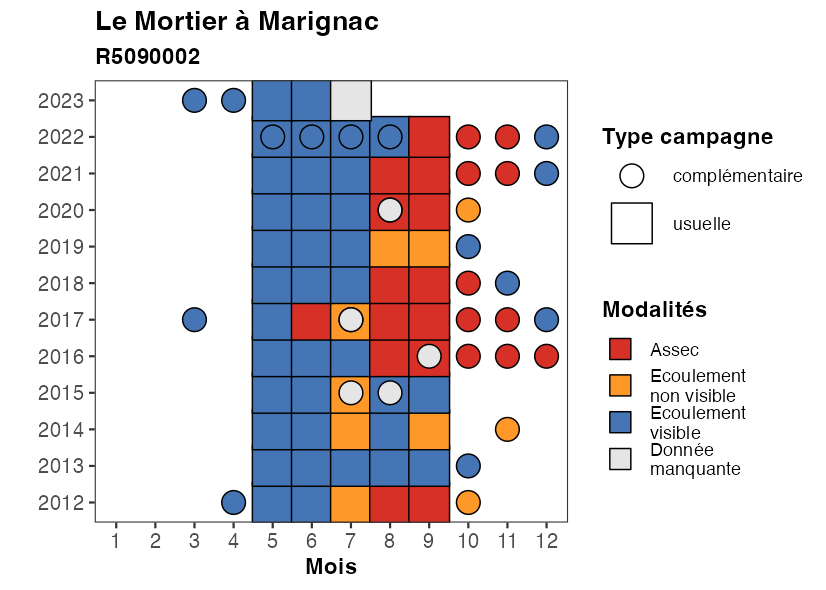 Le Mortier à Marignac
R5090002
2023
2022
2021
2020
2019
2018
2017
2016
2015
2014
2013
2012
1 2 3 4 5 6 7 8 9 10 11 12
Mois
Type campagne
complémentaire
usuelle
Modalités
Assec
Ecoulement
non visible
Ecoulement
visible
Donnée
manquante